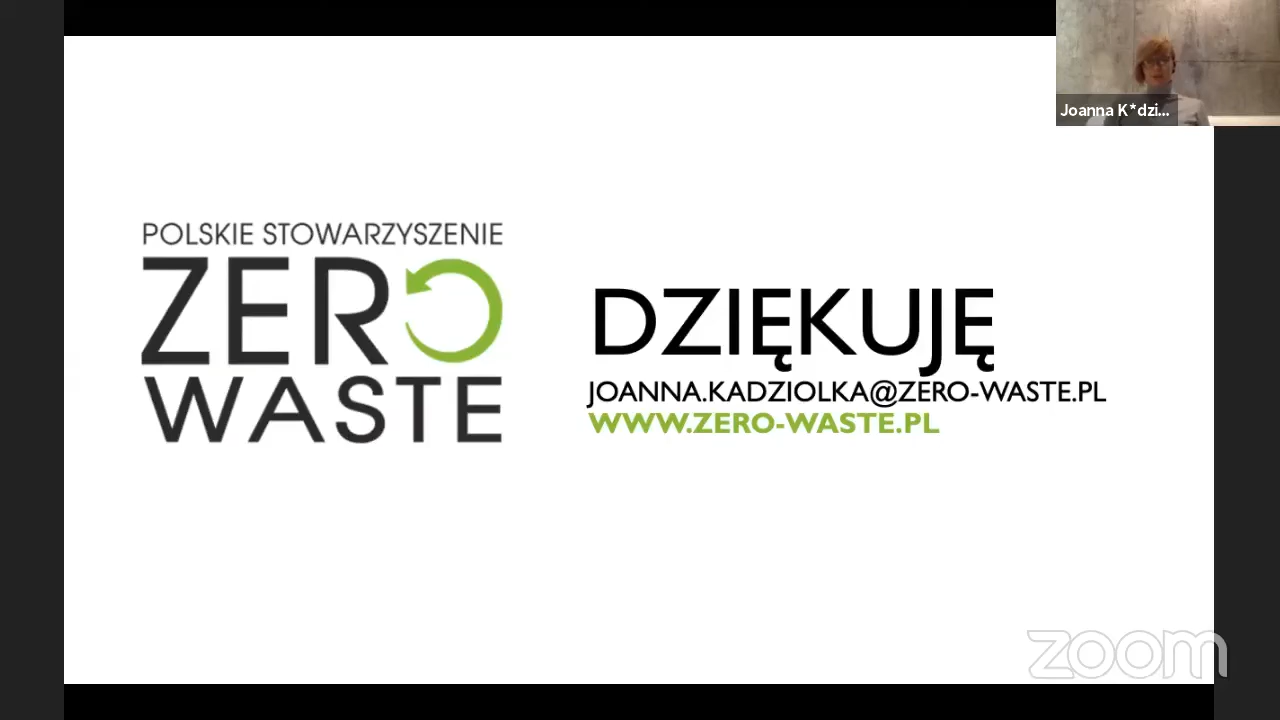 Joanna K*dzi...
POLSKIE STOWARZYSZENIE
ZERO
WASTE
DZIĘKUJĘ
JOANNA.KADZIOLKA@ZERO-WASTE.PL
WWW.ZERO-WASTE.PL
zoom